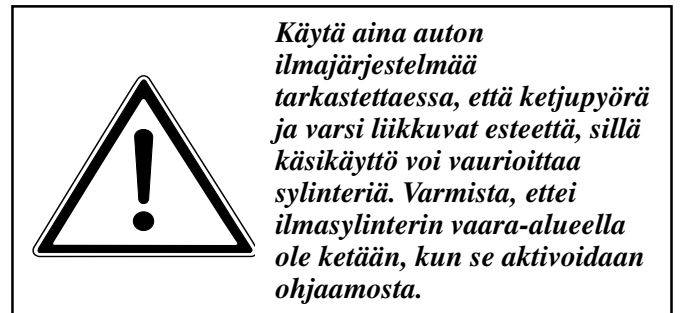 Käytä aina auton
ilmajärjestelmää
tarkastettaessa, että ketjupyörä
ja varsi liikkuvat esteettä, sillä
käsikäyttö voi vaurioittaa
sylinteriä. Varmista, ettei
ilmasylinterin vaara-alueella
ole ketään, kun se aktivoidaan
ohjaamosta.